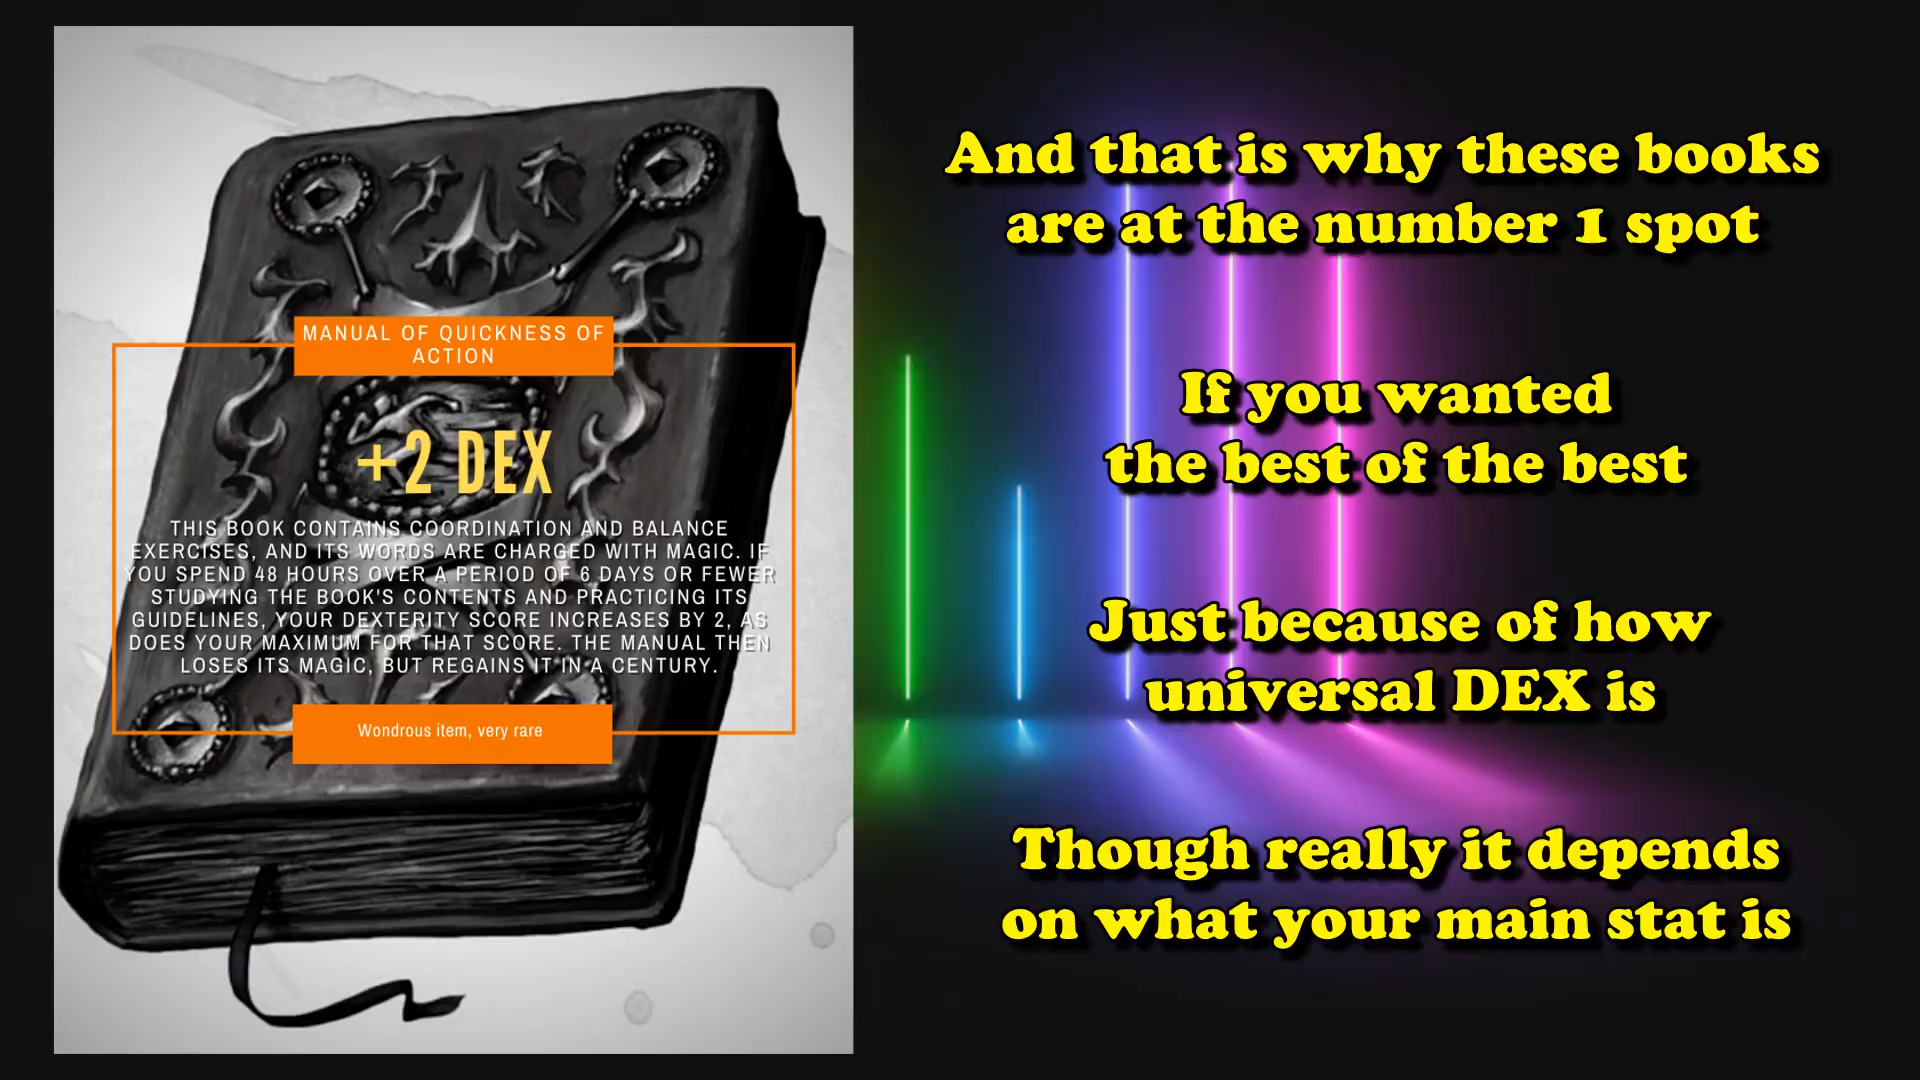 MANUAL OF QUICKNESS OF
ACTION
+2 DEX
THIS BOOK CONTAINS COORDINATION AND BALANCE
EXERCISES, AND ITS WORDS ARE CHARGED WITH MAGIC. IF
YOU SPEND 48 HOURS OVER A PERIOD OF 6 DAYS OR FEWER
STUDYING THE BOOK'S CONTENTS AND PRACTICING ITS
GUIDELINES, YOUR DEXTERITY SCORE INCREASES BY 2, AS
DOES YOUR MAXIMUM FOR THAT SCORE. THE MANUAL THEN
LOSES ITS MAGIC, BUT REGAINS IT IN A CENTURY.
Wondrous item, very rare
And that is why these books
are at the number 1 spot
If you wanted
the best of the best
Just because of how
universal DEX is
Though really it depends
on what your main stat is